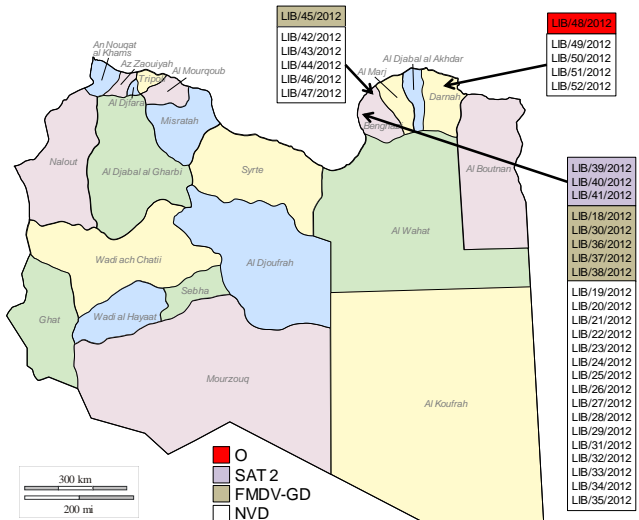 LIB/45/2012
LIB/42/2012
LIB/43/2012
LIB/44/2012
LIB/46/2012
LIB/47/2012
LIB/48/2012
LIB/49/2012
LIB/50/2012
LIB/51/2012
LIB/52/2012
An Nouqat
al Khams
Az Zaouiyah
Tripoli
Al Mourqoub
Al Djifara
Misratah
Nalout
Al Djabal al Gharbi
Syrte
Al Djabal al Akhdar
Al Marj
Darnah
Benghazi
Al Boutnan
Al Wahat
Wadi ach Chatii
Al Djoufrah
Sebha
Ghat
Wadi al Hayaat
Mourzouq
Al Koufrah
LIB/39/2012
LIB/40/2012
LIB/41/2012
LIB/18/2012
LIB/30/2012
LIB/36/2012
LIB/37/2012
LIB/38/2012
LIB/19/2012
LIB/20/2012
LIB/21/2012
LIB/22/2012
LIB/23/2012
LIB/24/2012
LIB/25/2012
LIB/26/2012
LIB/27/2012
LIB/28/2012
LIB/29/2012
LIB/31/2012
LIB/32/2012
LIB/33/2012
LIB/34/2012
LIB/35/2012
O
SAT 2
FMDV-GD
NVD
300 km
200 mi